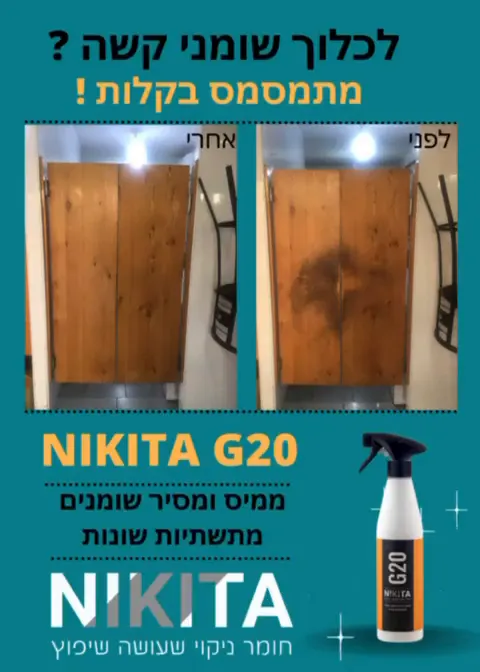 לכלוך שומני קשה ?
מתמסמס בקלות !
לפני
אחרי
NIKITA G20
ממיס ומסיר שומנים
מתשתיות שונות
NIKITA
חומר ניקוי שעושה שיפוץ
G20
NIKITA